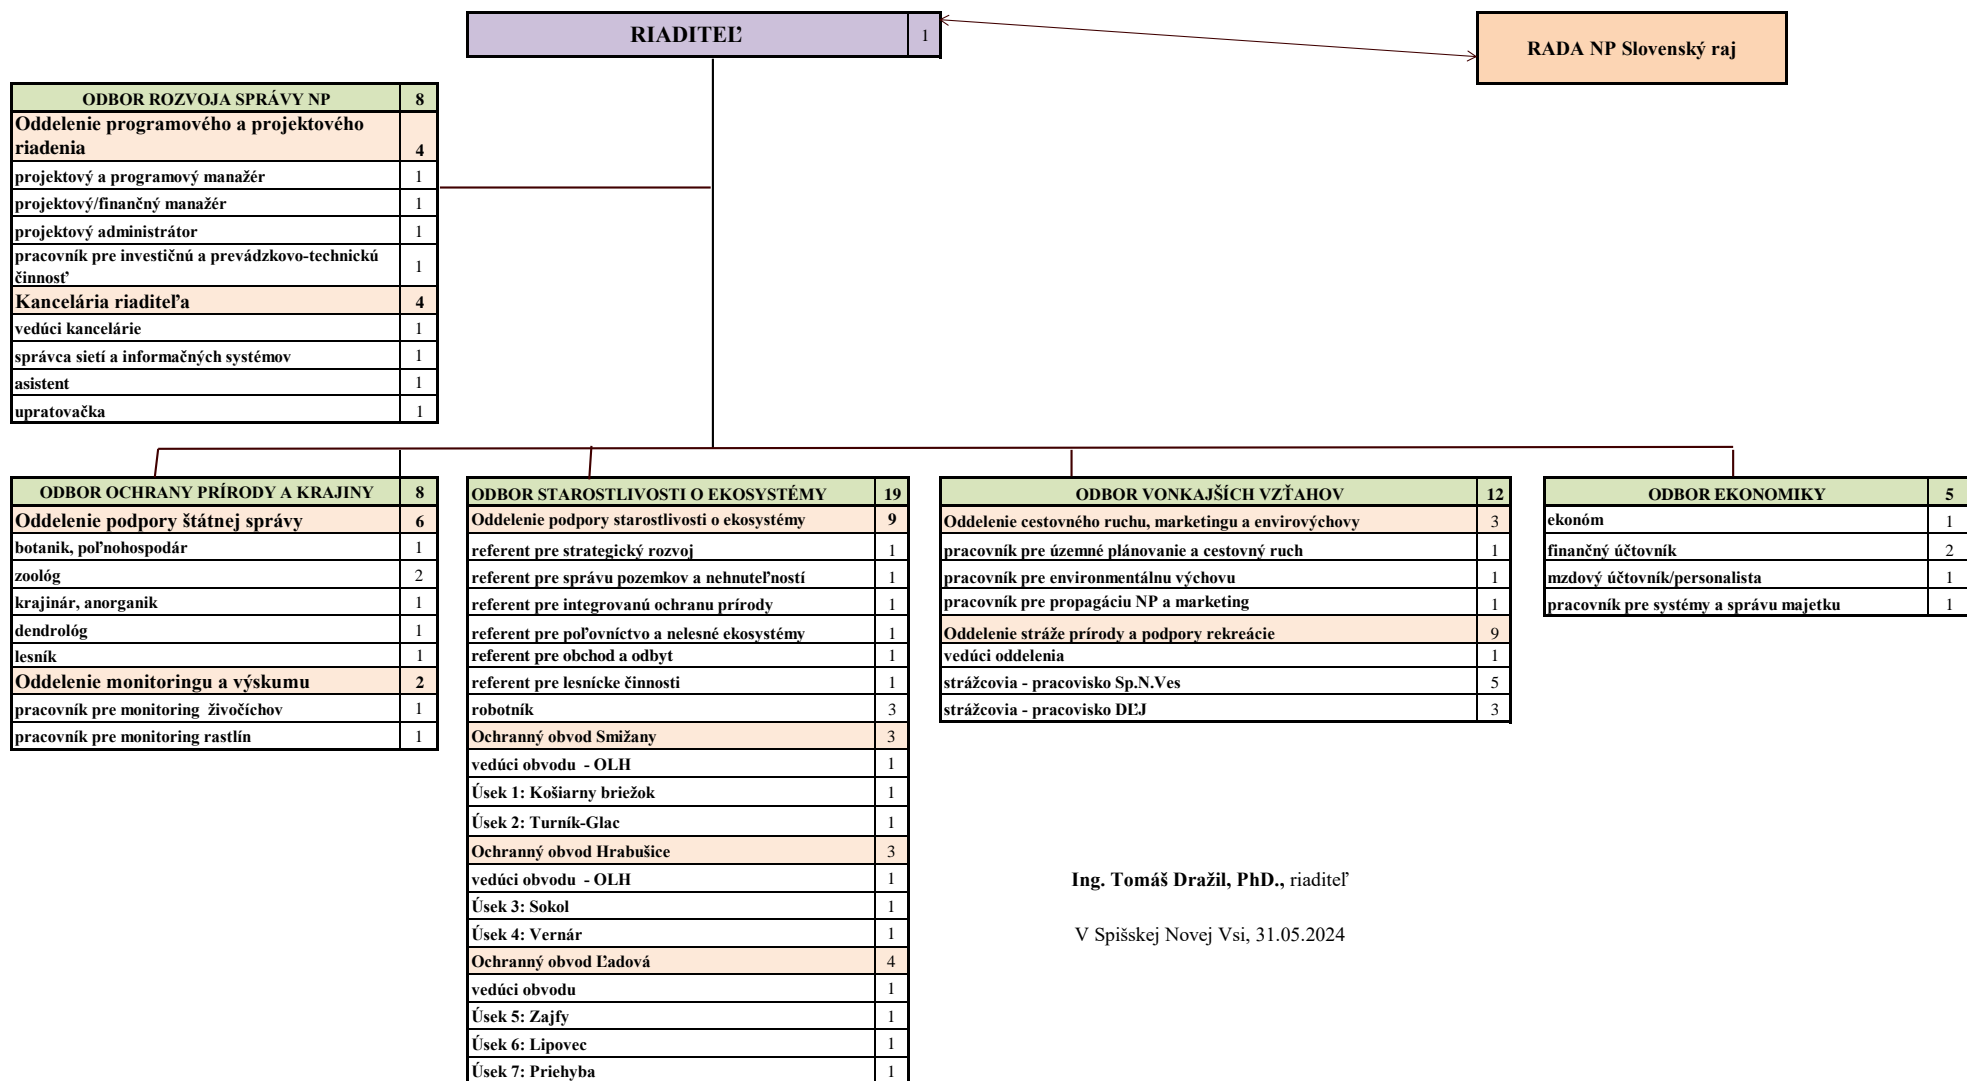 RIADITEĽ 1
RADA NP Slovenský raj
ODBOR ROZVOJA SPRÁVY NP 8
Oddelenie programového a projektového
riadenia 4
projektový a programový manažér 1
projektový/finančný manažér 1
projektový administrátor 1
pracovník pre investičnú a prevádzkovo-technickú
činnosť 1
Kancelária riaditeľa 4
vedúci kancelárie 1
správca sietí a informačných systémov 1
asistent 1
upratovačka 1
ODBOR OCHRANY PRÍRODY A KRAJINY 8
Oddelenie podpory štátnej správy 6
botanik, poľnohospodár 1
zoológ 2
krajinár, anorganik 1
dendrológ 1
lesník 1
Oddelenie monitoringu a výskumu 2
pracovník pre monitoring živočíchov 1
pracovník pre monitoring rastlín 1
ODBOR STAROSTLIVOSTI O EKOSYSTÉMY 19
Oddelenie podpory starostlivosti o ekosystémy 9
referent pre strategický rozvoj 1
referent pre správu pozemkov a nehnuteľností 1
referent pre integrovanú ochranu prírody 1
referent pre poľovníctvo a nelesné ekosystémy 1
referent pre obchod a odbyt 1
referent pre lesnícke činnosti 1
robotník 3
Ochranný obvod Smižany 3
vedúci obvodu - OLH 1
Úsek 1: Košiarny briežok 1
Úsek 2: Turník-Glac 1
Ochranný obvod Hrabušice 3
vedúci obvodu - OLH 1
Úsek 3: Sokol 1
Úsek 4: Vernár 1
Ochranný obvod Ľadová 4
vedúci obvodu 1
Úsek 5: Zajfy 1
Úsek 6: Lipovec 1
Úsek 7: Priehyba 1
ODBOR VONKAJŠÍCH VZŤAHOV 12
Oddelenie cestovného ruchu, marketingu a envirovýchovy 3
pracovník pre územné plánovanie a cestovný ruch 1
pracovník pre environmentálnu výchovu 1
pracovník pre propagáciu NP a marketing 1
Oddelenie stráže prírody a podpory rekreácie 9
vedúci oddelenia 1
strážcovia - pracovisko Sp.N.Ves 5
strážcovia - pracovisko DĽJ 3
ODBOR EKONOMIKY 5
ekonóm 1
finančný účtovník 2
mzdový účtovník/personalista 1
pracovník pre systémy a správu majetku 1
Ing. Tomáš Dražil, PhD., riaditeľ
V Spišskej Novej Vsi, 31.05.2024